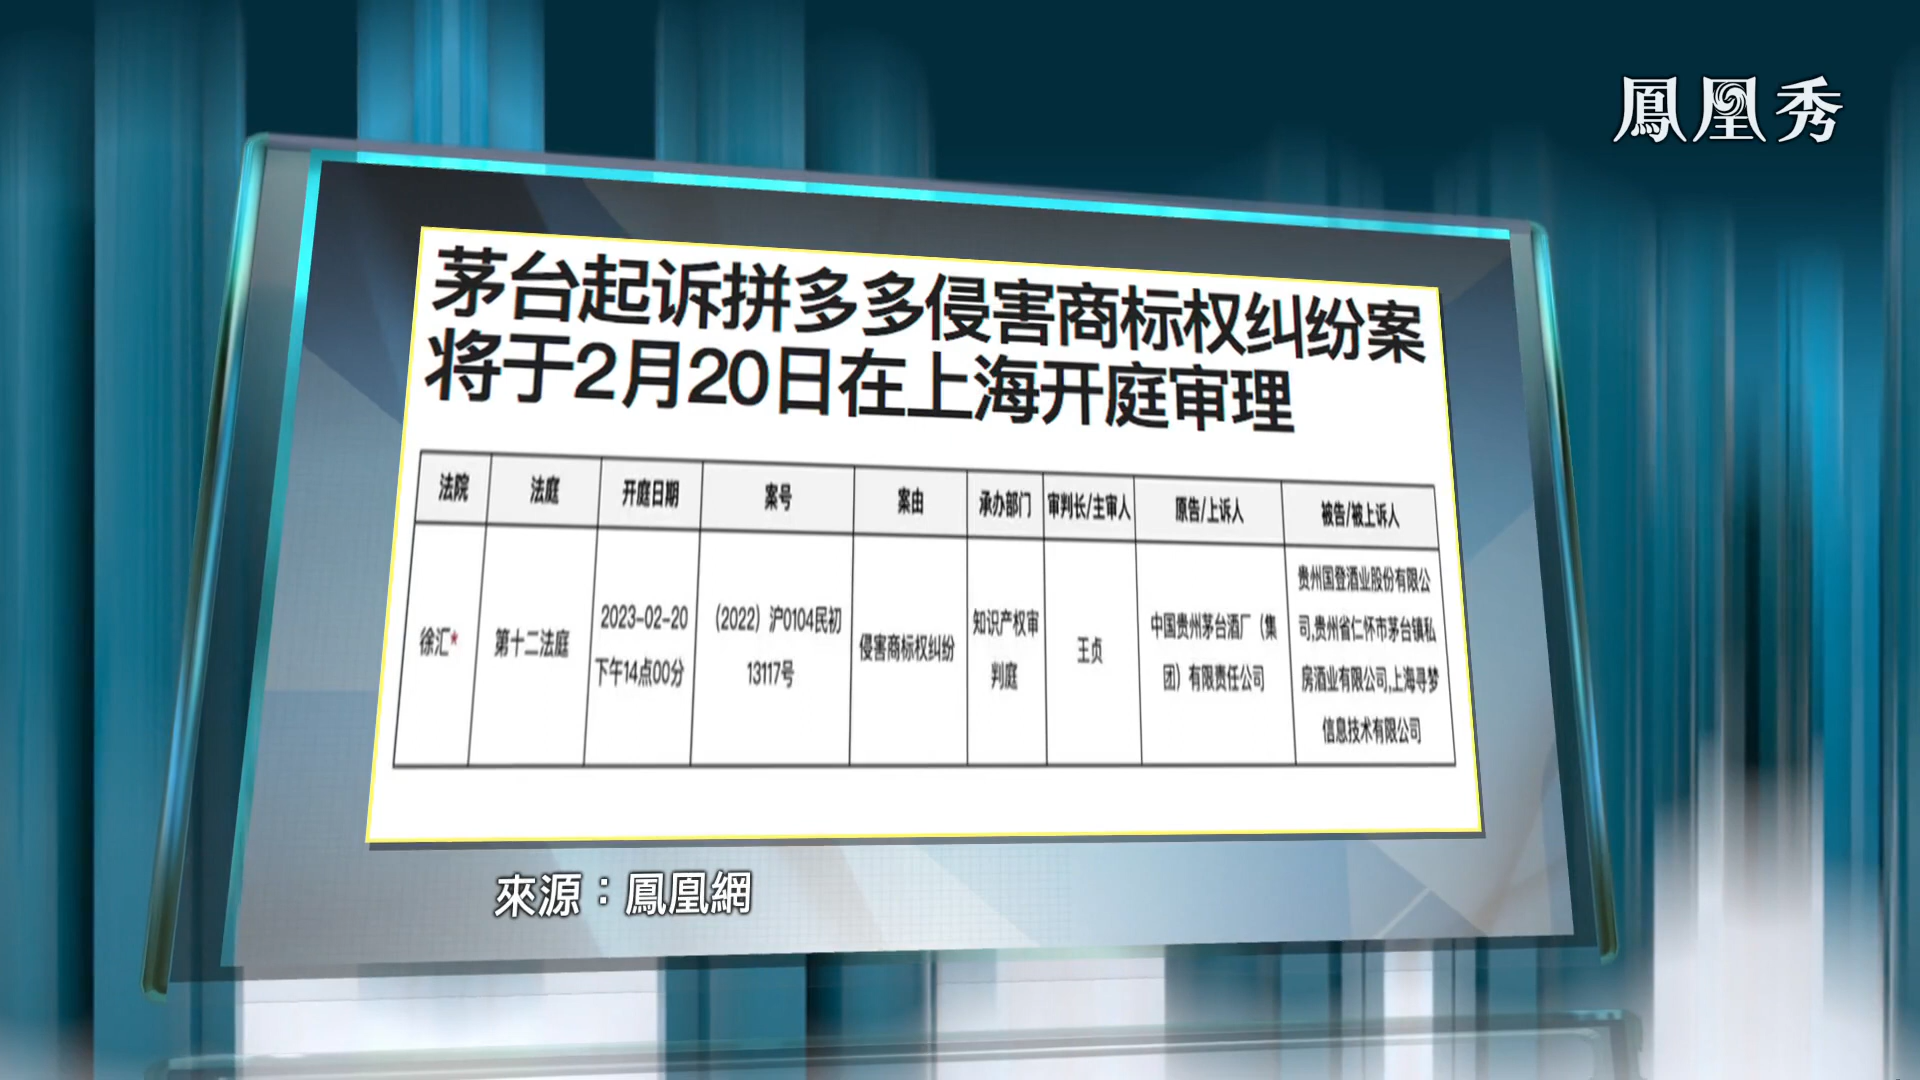 鳳凰秀
茅台起诉拼多多侵害商标权纠纷案
将于2月20日在上海开庭审理
法院 法庭 开庭日期 案号 案由 承办部门 审判长/主审人 原告/上诉人 被告/被上诉人
徐汇* 第十二法庭 2023-02-20 下午14点00分 (2022) 沪0104民初13117号 侵害商标权纠纷 知识产权审判庭 王贞 中国贵州茅台酒厂（集团）有限责任公司 贵州国登酒业股份有限公司,贵州省仁怀市茅台镇私房酒业有限公司,上海寻梦信息技术有限公司
來源：鳳凰網